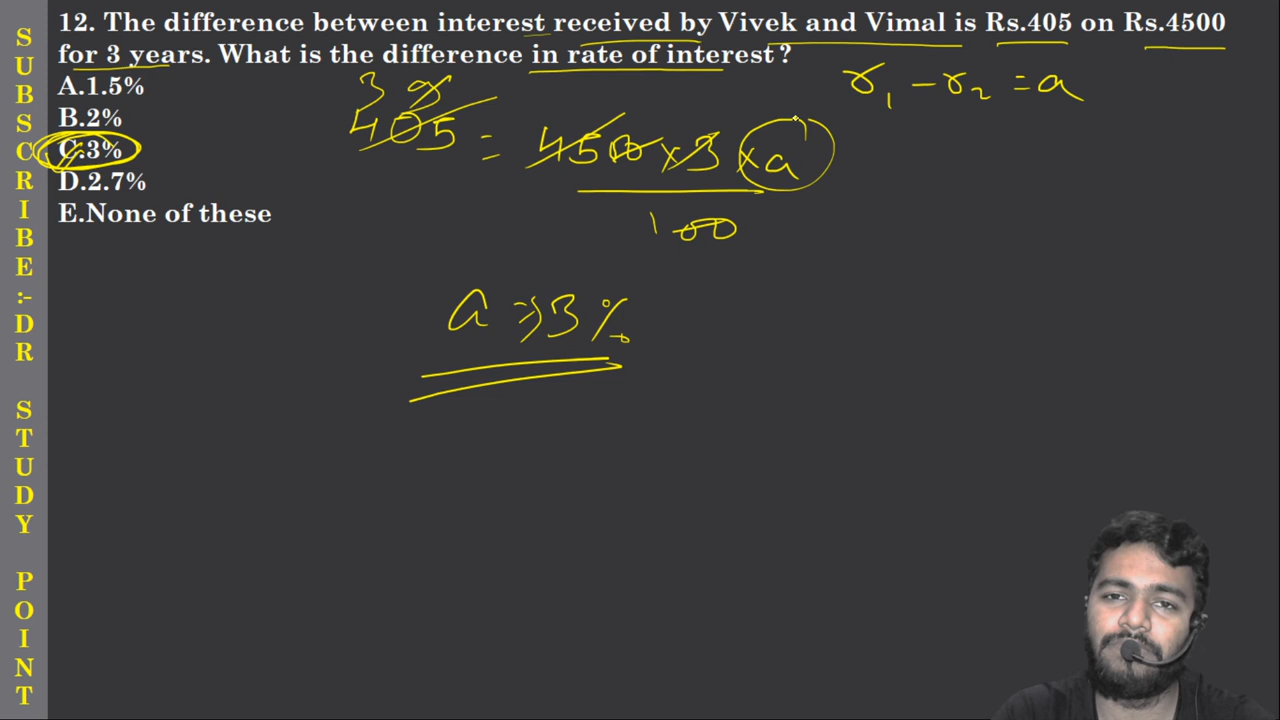 SUBSCRIBE:- DR STUDY POINT
12. The difference between interest received by Vivek and Vimal is Rs.405 on Rs.4500
for 3 years. What is the difference in rate of interest?
A.1.5%
B.2%
C.3%
D.2.7%
E.None of these
r₁ - r₂ = a
3 9
405 = 4500 × 3 × a
100
a ⇒ 3%